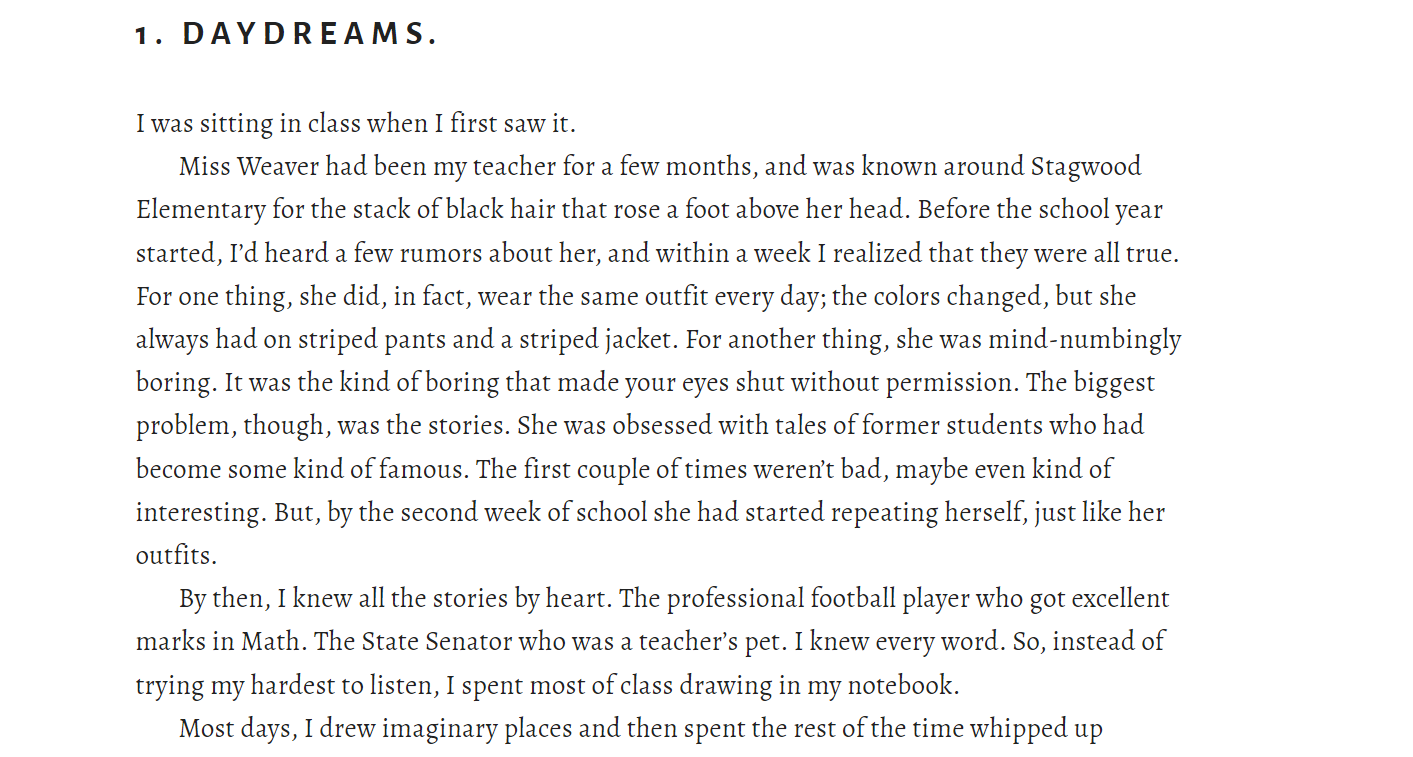 1. DAYDREAMS.
I was sitting in class when I first saw it.
Miss Weaver had been my teacher for a few months, and was known around Stagwood
Elementary for the stack of black hair that rose a foot above her head. Before the school year
started, I’d heard a few rumors about her, and within a week I realized that they were all true.
For one thing, she did, in fact, wear the same outfit every day; the colors changed, but she
always had on striped pants and a striped jacket. For another thing, she was mind-numbingly
boring. It was the kind of boring that made your eyes shut without permission. The biggest
problem, though, was the stories. She was obsessed with tales of former students who had
become some kind of famous. The first couple of times weren’t bad, maybe even kind of
interesting. But, by the second week of school she had started repeating herself, just like her
outfits.
By then, I knew all the stories by heart. The professional football player who got excellent
marks in Math. The State Senator who was a teacher’s pet. I knew every word. So, instead of
trying my hardest to listen, I spent most of class drawing in my notebook.
Most days, I drew imaginary places and then spent the rest of the time whipped up